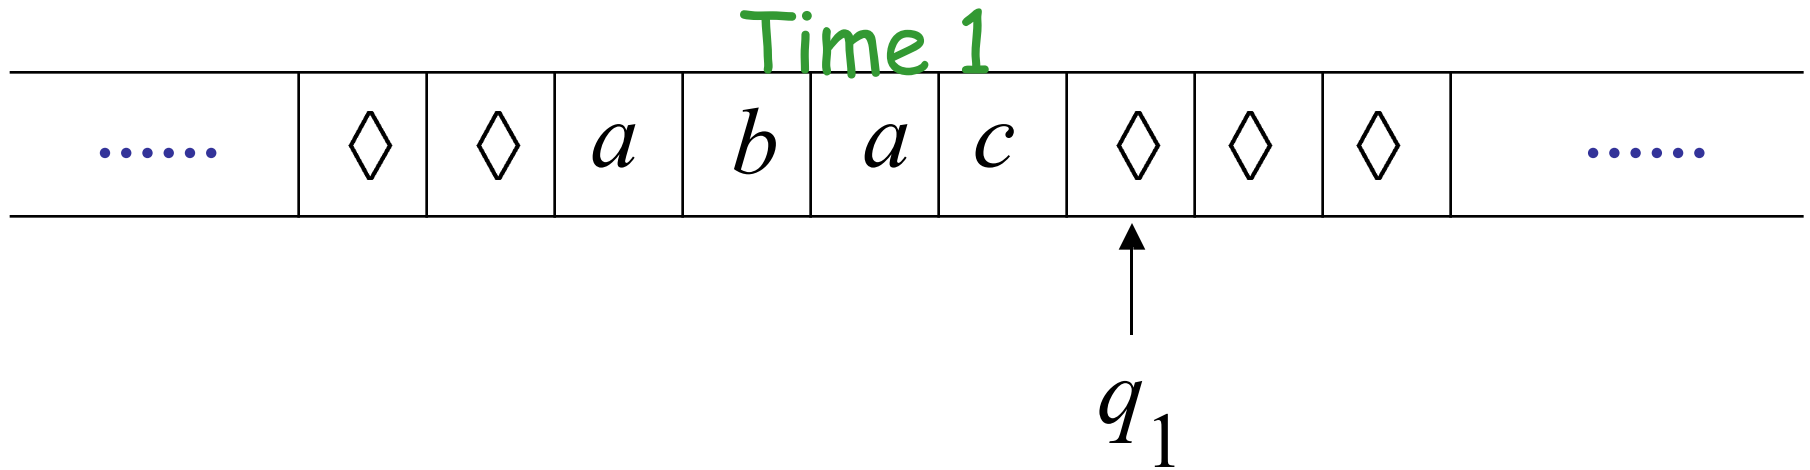 Time 1
...... ◊ ◊ a b a c ◊ ◊ ◊ ......
q₁